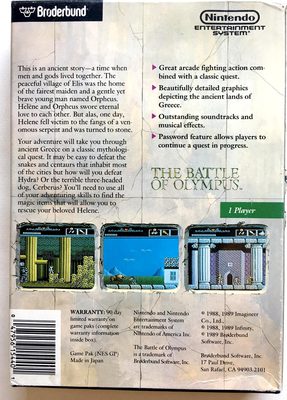 Brøderbund
Nintendo
ENTERTAINMENT
SYSTEM
This is an ancient story—a time when
men and gods lived together. The
peaceful village of Elis was the home
of the fairest maiden and a gentle yet
brave young man named Orpheus.
Helène and Orpheus swore eternal
love to each other. But alas, one day,
Helene fell victim to the fangs of a ven-
omous serpent and was turned to stone.
Your adventure will take you through
ancient Greece on a classic mytholog-
ical quest. It may be easy to defeat the
snakes and centaurs that inhabit most
of the cities but how will you defeat
Hydra? Or the terrible three-headed
dog, Cerberus? You'll need to use all
of your adventuring skills to find the
magic items that will allow you to
rescue your beloved Helene.
Great arcade fighting action com-
bined with a classic quest.
Beautifully detailed graphics
depicting the ancient lands of
Greece.
Outstanding soundtracks and
musical effects.
Password feature allows players to
continue a quest in progress.
THE BATTLE
OF OLYMPUS
1 Player
WARRANTY: 90 day
limited warranty on
game paks (complete
warranty information
inside box).
Game Pak (NES GP)
Made in Japan
Nintendo and Nintendo
Entertainment System
are trademarks of
Nintendo of America Inc.
The Battle of Olympus
is a trademark of
Brøderbund Software, Inc.
© 1988, 1989 Imagineer
Co., Ltd.
© 1988, 1989 Infinity.
© 1989 Brøderbund
Software, Inc.
Brøderbund Software, Inc.
17 Paul Drive,
San Rafael, CA 94903-2101